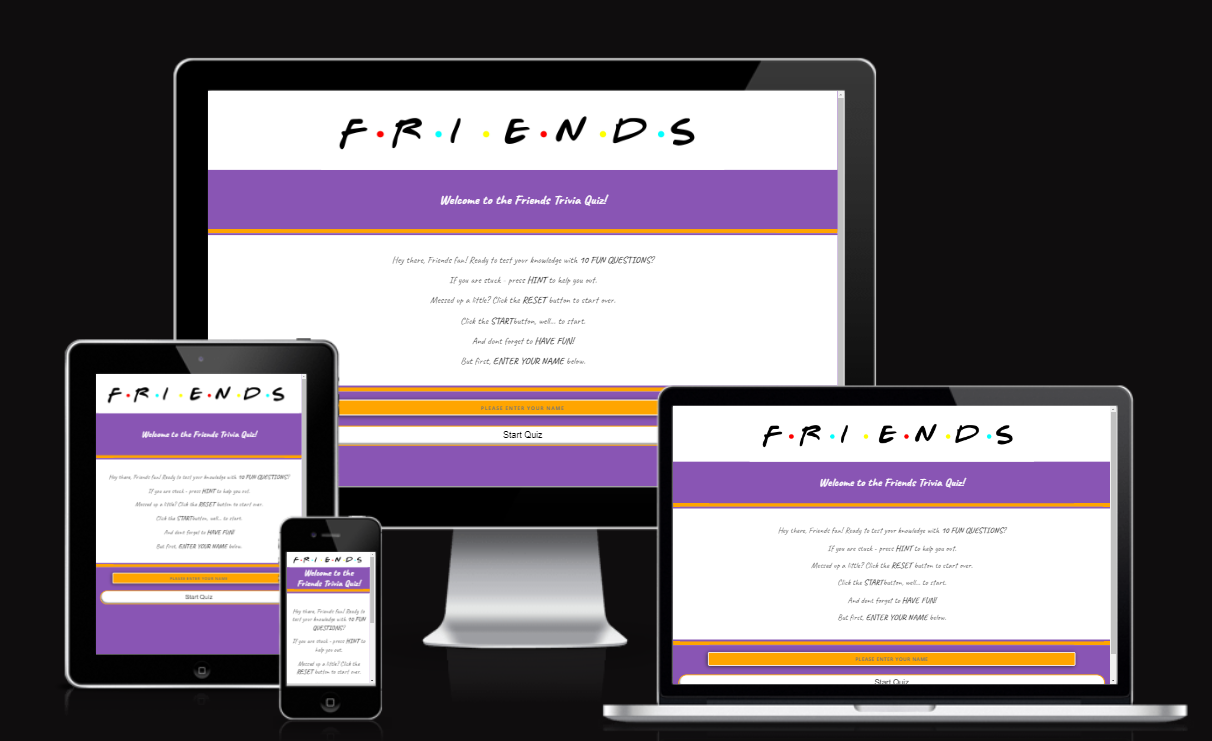 F•R•I•E•N•D•S
Welcome to the Friends Trivia Quiz!
Hey there, Friends fan! Ready to test your knowledge with 10 FUN QUESTIONS?
If you are stuck - press HINT to help you out.
Messed up a little? Click the RESET button to start over.
Click the STARTbutton, well... to start.
And dont forget to HAVE FUN!
But first, ENTER YOUR NAME below.
PLEASE ENTER YOUR NAME
Start Quiz
F•R•I•E•N•D•S
Welcome to the Friends Trivia Quiz!
Hey there, Friends fan! Ready to test your knowledge with 10 FUN QUESTIONS?
If you are stuck - press HINT to help you out.
Messed up a little? Click the RESET button to start over.
Click the STARTbutton, well... to start.
And dont forget to HAVE FUN!
But first, ENTER YOUR NAME below.
PLEASE ENTER YOUR NAME
Start Quiz
F•R•I•E•N•D•S
Welcome to the
Friends Trivia Quiz!
Hey there, Friends fan! Ready to
test your knowledge with 10 FUN
QUESTIONS?
If you are stuck - press HINT to
help you out.
Messed up a little? Click the
RESET button to start over.
F•R•I•E•N•D•S
Welcome to the Friends Trivia Quiz!
Hey there, Friends fan! Ready to test your knowledge with 10 FUN QUESTIONS?
If you are stuck - press HINT to help you out.
Messed up a little? Click the RESET button to start over.
Click the STARTbutton, well... to start.
And dont forget to HAVE FUN!
But first, ENTER YOUR NAME below.
PLEASE ENTER YOUR NAME
Start Quiz